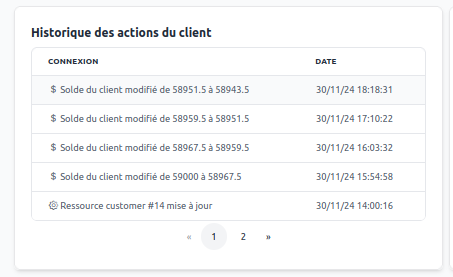 Historique des actions du client
CONNEXION DATE
$ Solde du client modifié de 58951.5 à 58943.5 30/11/24 18:18:31
$ Solde du client modifié de 58959.5 à 58951.5 30/11/24 17:10:22
$ Solde du client modifié de 58967.5 à 58959.5 30/11/24 16:03:32
$ Solde du client modifié de 59000 à 58967.5 30/11/24 15:54:58
Ressource customer #14 mise à jour 30/11/24 14:00:16
« 1 2 »